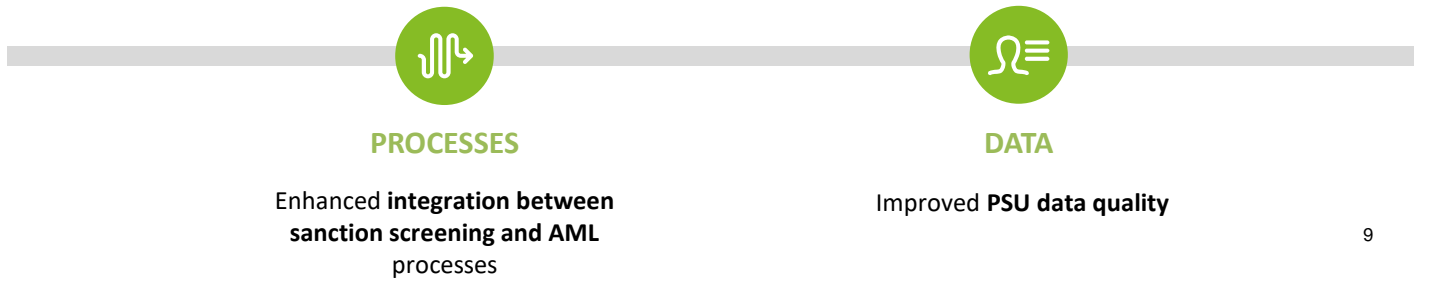 PROCESSES
Enhanced integration between
sanction screening and AML
processes
DATA
Improved PSU data quality
9